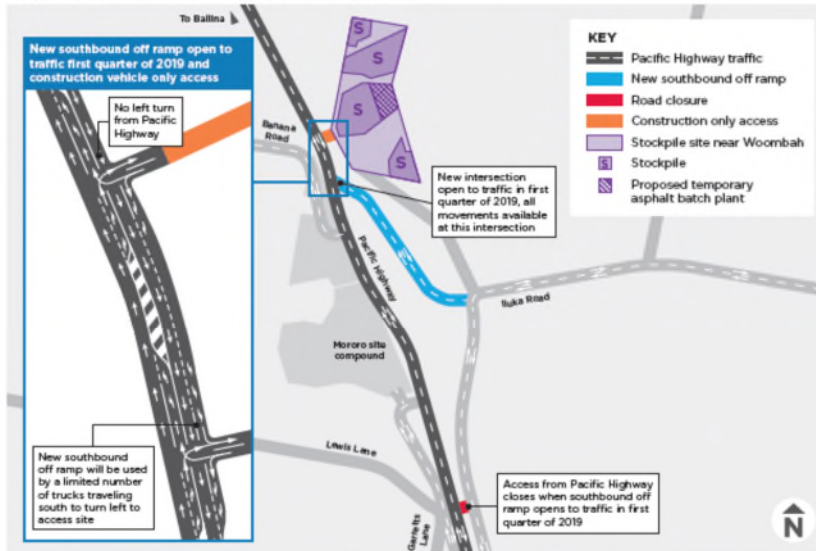 To Ballina
New southbound off ramp open to
traffic first quarter of 2019 and
construction vehicle only access
No left turn
from Pacific
Highway
New southbound
off ramp will be used
by a limited number
of trucks traveling
south to turn left to
access site
Banana
Road
S
S
S
S
New intersection
open to traffic in first
quarter of 2019, all
movements available
at this intersection
Pacific Highway
Iluka Road
Mororo site
compound
Lewis Lane
Garretts
Lane
Access from Pacific Highway
closes when southbound off
ramp opens to traffic in first
quarter of 2019
KEY
Pacific Highway traffic
New southbound off ramp
Road closure
Construction only access
Stockpile site near Woombah
S
Stockpile
Proposed temporary
asphalt batch plant
N